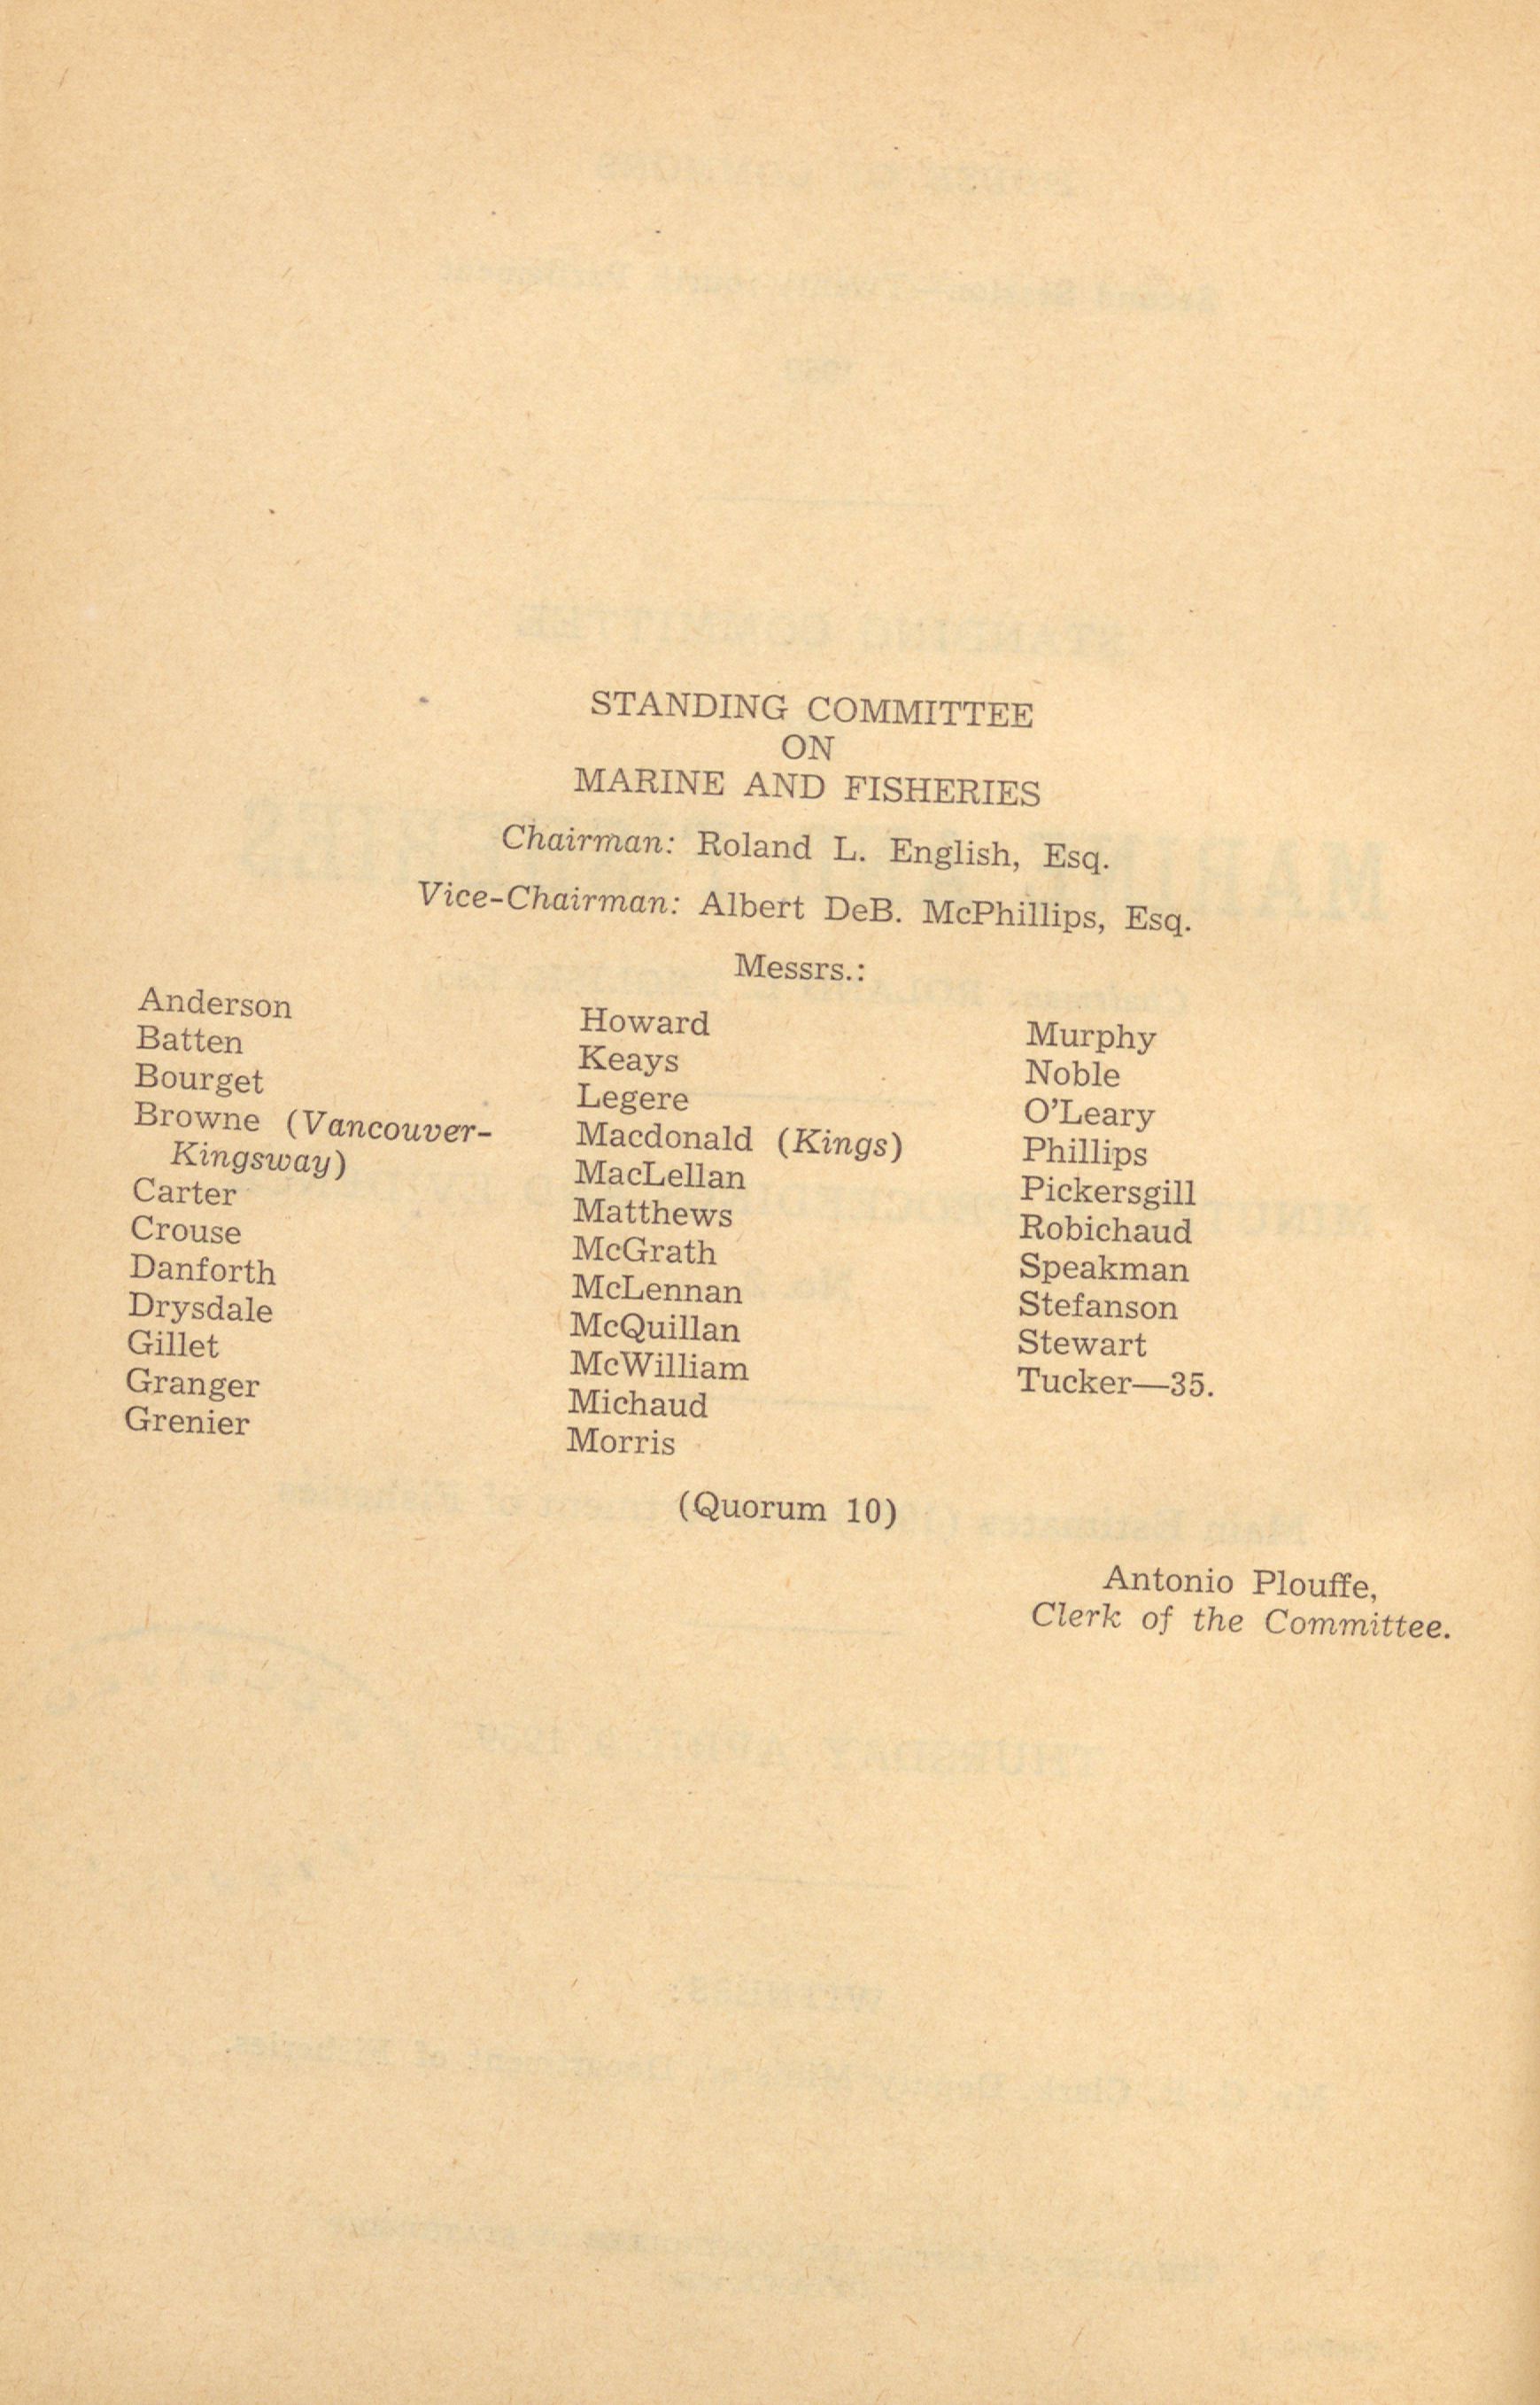 STANDING COMMITTEE
ON
MARINE AND FISHERIES
Chairman: Roland L. English, Esq.
Vice-Chairman: Albert DeB. McPhillips, Esq.
Messrs.:
Anderson
Batten
Bourget
Browne (Vancouver-
Kingsway)
Carter
Crouse
Danforth
Drysdale
Gillet
Granger
Grenier
Howard
Keays
Legere
Macdonald (Kings)
MacLellan
Matthews
McGrath
McLennan
McQuillan
McWilliam
Michaud
Morris
Murphy
Noble
O'Leary
Phillips
Pickersgill
Robichaud
Speakman
Stefanson
Stewart
Tucker—35.
(Quorum 10)
Antonio Plouffe,
Clerk of the Committee.